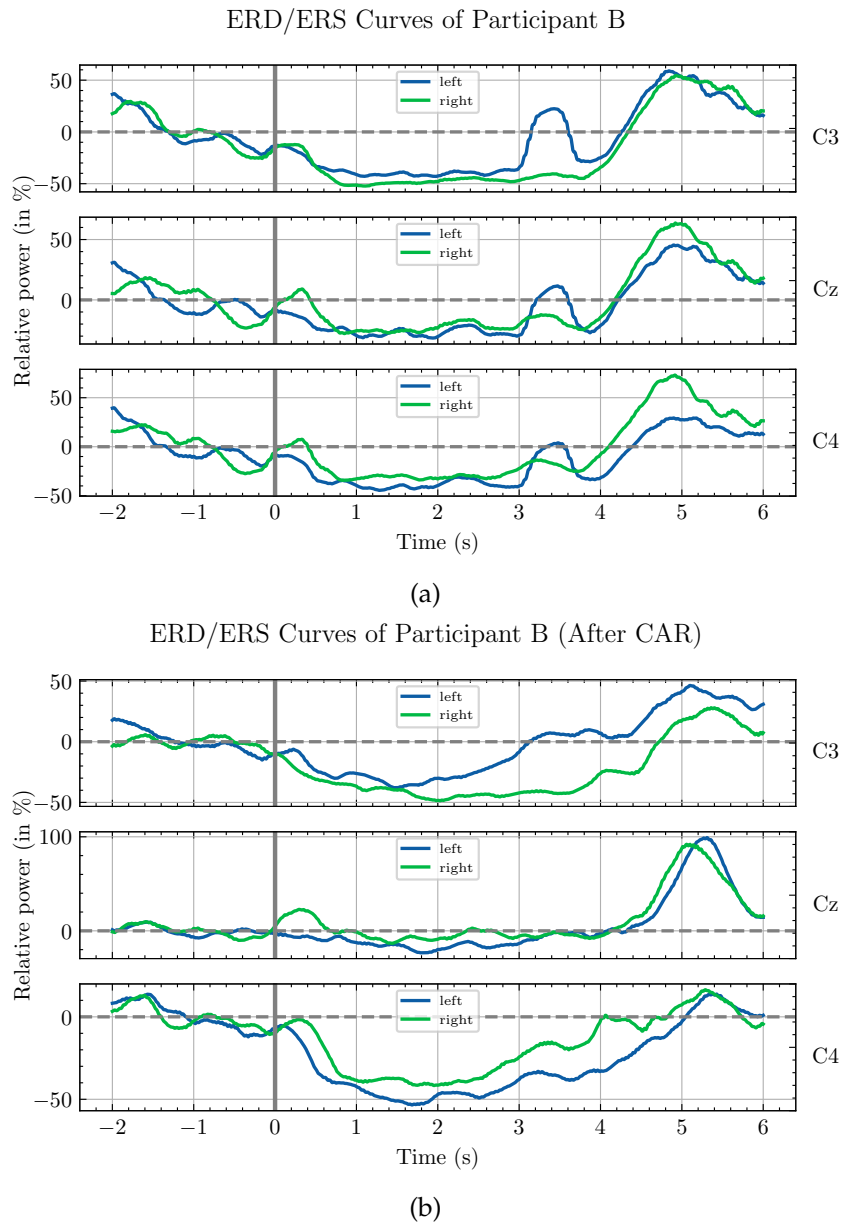 ERD/ERS Curves of Participant B
50
0
−50
left
right
C3
50
0
left
right
Cz
50
0
−50
left
right
C4
Relative power (in %)
−2 −1 0 1 2 3 4 5 6
Time (s)
(a)
ERD/ERS Curves of Participant B (After CAR)
50
0
−50
left
right
C3
100
0
left
right
Cz
0
−50
left
right
C4
Relative power (in %)
−2 −1 0 1 2 3 4 5 6
Time (s)
(b)